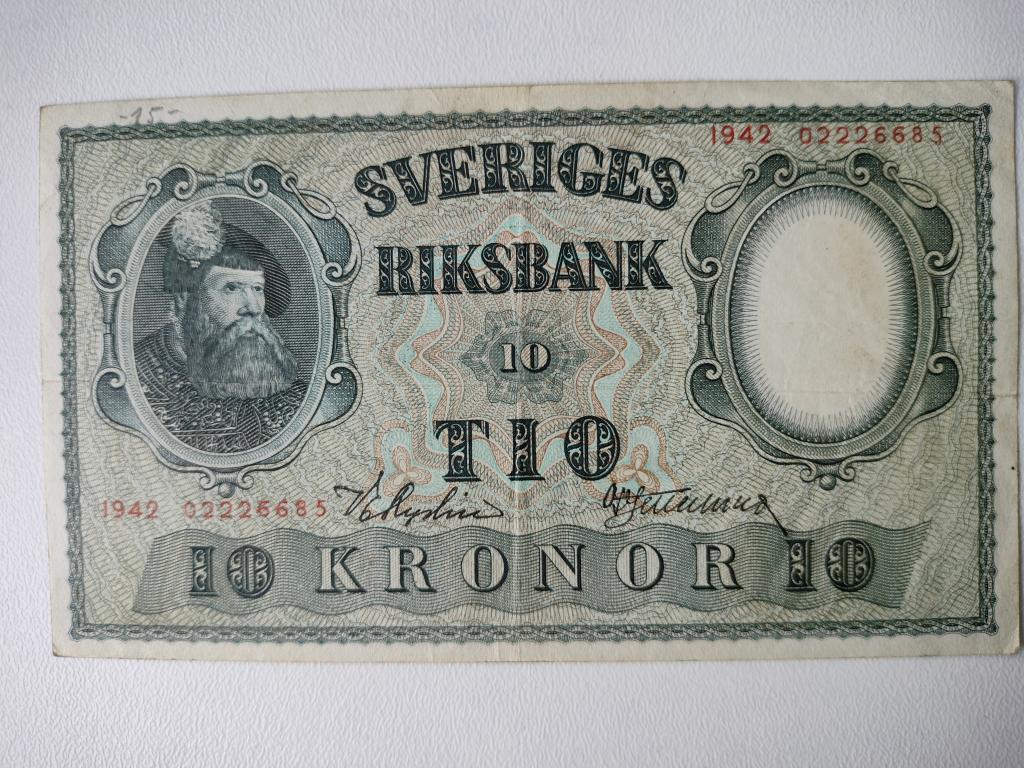 -15-
1942 02226685
SVERIGES
RIKSBANK
10
TIO
1942 02226685
10 KRONOR 10